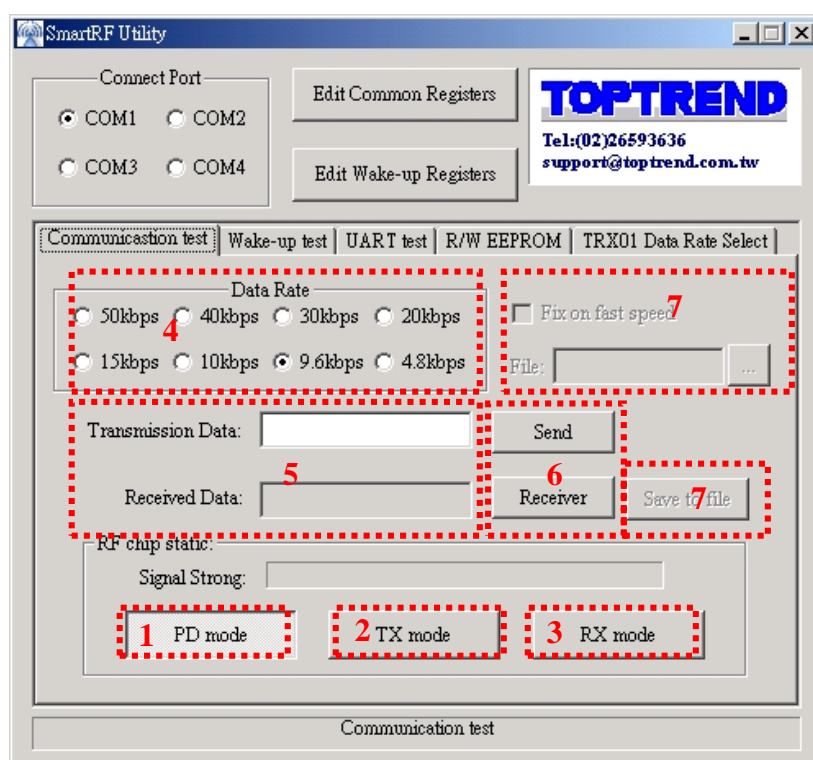 SmartRF Utility
Connect Port
COM1 COM2
COM3 COM4
Edit Common Registers
Edit Wake-up Registers
TOPTREND
Tel:(02)26593636
support@toptrend.com.tw
Communicastion test Wake-up test UART test R/W EEPROM TRX01 Data Rate Select
Data Rate
50kbps 40kbps 30kbps 20kbps
4
15kbps 10kbps 9.6kbps 4.8kbps
Fix on fast speed
7
File: ...
Transmission Data: Send
5 6
Received Data: Receiver Save to file
7
RF chip static:
Signal Strong:
1 PD mode 2 TX mode 3 RX mode
Communication test